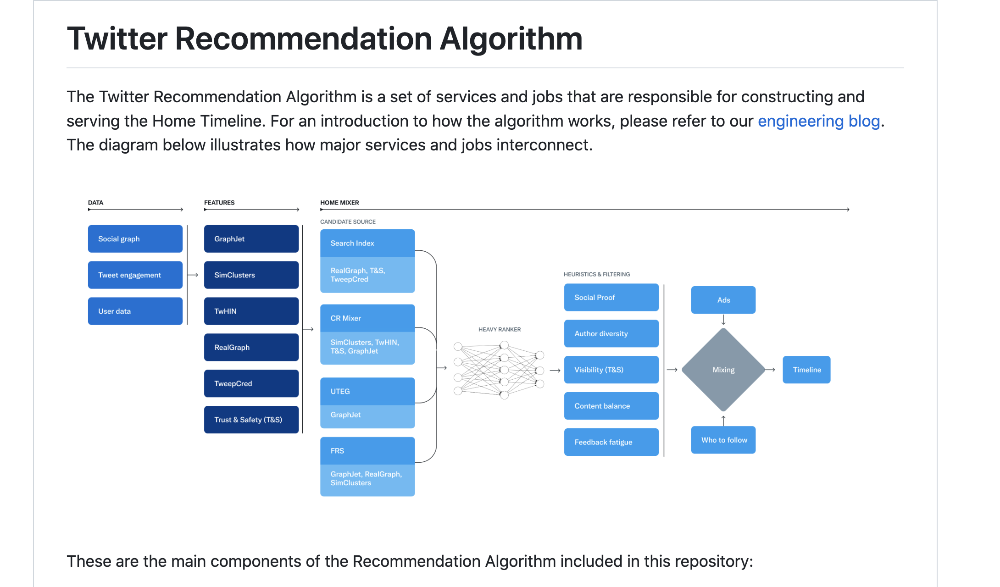 Twitter Recommendation Algorithm
The Twitter Recommendation Algorithm is a set of services and jobs that are responsible for constructing and
serving the Home Timeline. For an introduction to how the algorithm works, please refer to our engineering blog.
The diagram below illustrates how major services and jobs interconnect.
DATA
Social graph
Tweet engagement
User data
FEATURES
GraphJet
SimClusters
TwHIN
RealGraph
TweepCred
Trust & Safety (T&S)
HOME MIXER
CANDIDATE SOURCE
Search Index
RealGraph, T&S,
TweepCred
CR Mixer
SimClusters, TwHIN,
T&S, GraphJet
UTEG
GraphJet
FRS
GraphJet, RealGraph,
SimClusters
HEAVY RANKER
HEURISTICS & FILTERING
Social Proof
Author diversity
Visibility (T&S)
Content balance
Feedback fatigue
Ads
Mixing
Who to follow
Timeline
These are the main components of the Recommendation Algorithm included in this repository: